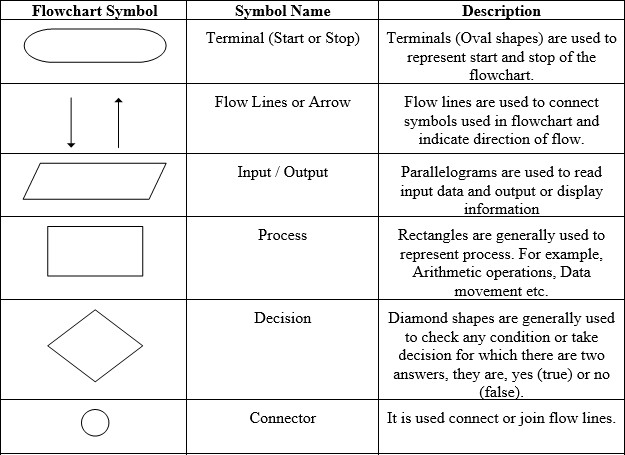 Flowchart Symbol Symbol Name Description
Terminal (Start or Stop) Terminals (Oval shapes) are used to
represent start and stop of the
flowchart.
Flow Lines or Arrow Flow lines are used to connect
symbols used in flowchart and
indicate direction of flow.
Input / Output Parallelograms are used to read
input data and output or display
information
Process Rectangles are generally used to
represent process. For example,
Arithmetic operations, Data
movement etc.
Decision Diamond shapes are generally used
to check any condition or take
decision for which there are two
answers, they are, yes (true) or no
(false).
Connector It is used connect or join flow lines.